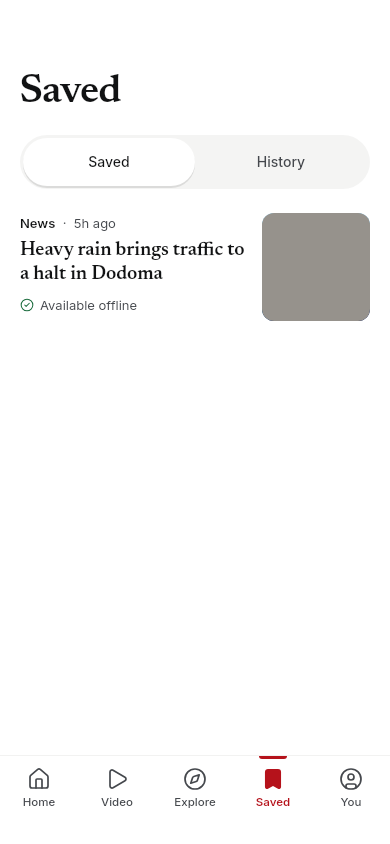 Saved
Saved
History
News · 5h ago
Heavy rain brings traffic to
a halt in Dodoma
Available offline
Home
Video
Explore
Saved
You